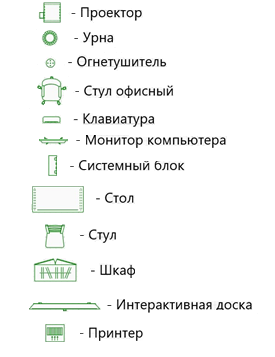 - Проектор
- Урна
- Огнетушитель
- Стул офисный
- Клавиатура
- Монитор компьютера
- Системный блок
- Стол
- Стул
- Шкаф
- Интерактивная доска
- Принтер